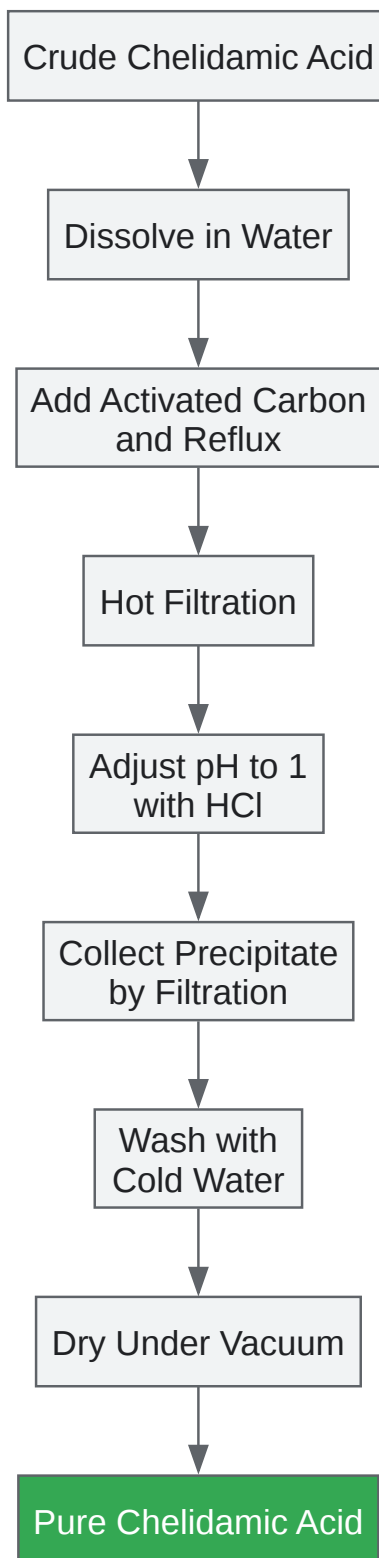 Crude Chelidamic Acid
Dissolve in Water
Add Activated Carbon
and Reflux
Hot Filtration
Adjust pH to 1
with HCl
Collect Precipitate
by Filtration
Wash with
Cold Water
Dry Under Vacuum
Pure Chelidamic Acid